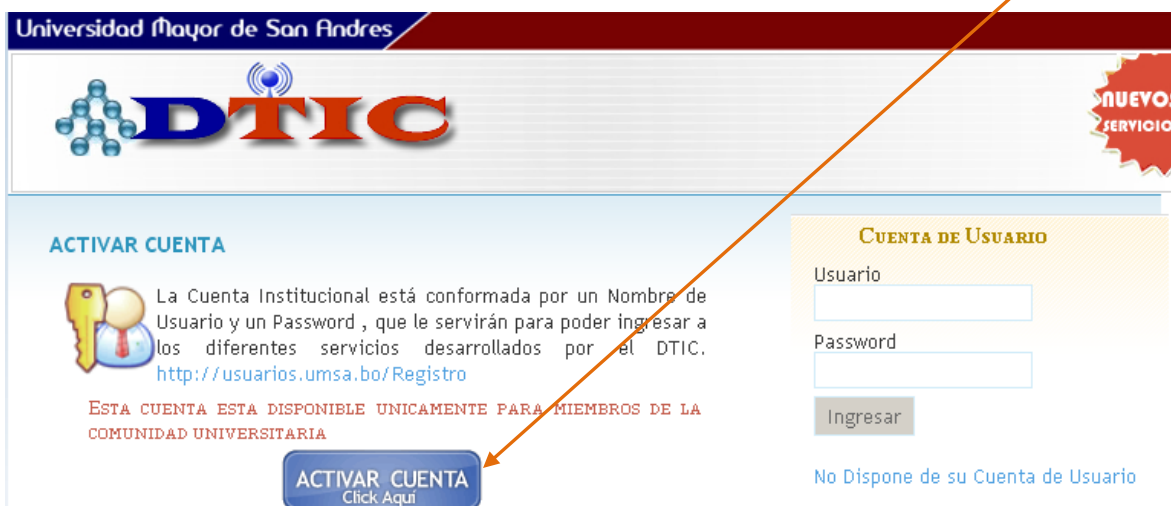 Universidad Mayor de San Andres
DTIC
NUEVOS
SERVICIO
ACTIVAR CUENTA
La Cuenta Institucional está conformada por un Nombre de
Usuario y un Password , que le servirán para poder ingresar a
los diferentes servicios desarrollados por el DTIC.
http://usuarios.umsa.bo/Registro
ESTA CUENTA ESTA DISPONIBLE UNICAMENTE PARA MIEMBROS DE LA
COMUNIDAD UNIVERSITARIA
ACTIVAR CUENTA
Click Aquí
CUENTA DE USUARIO
Usuario
Password
Ingresar
No Dispone de su Cuenta de Usuario